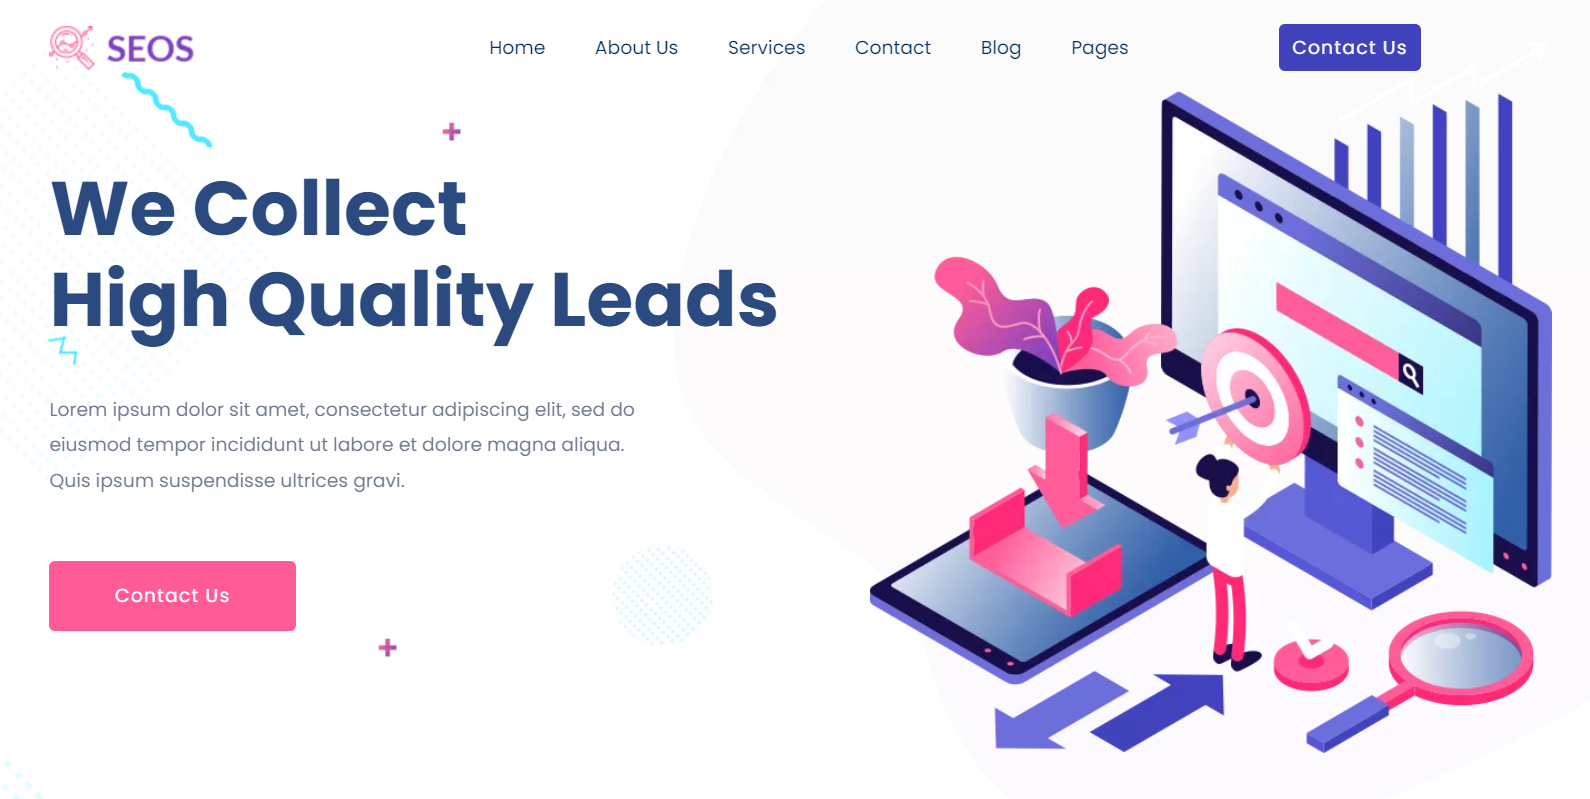 SEOS
Home About Us Services Contact Blog Pages
Contact Us
We Collect
High Quality Leads
Lorem ipsum dolor sit amet, consectetur adipiscing elit, sed do
eiusmod tempor incididunt ut labore et dolore magna aliqua.
Quis ipsum suspendisse ultrices gravi.
Contact Us